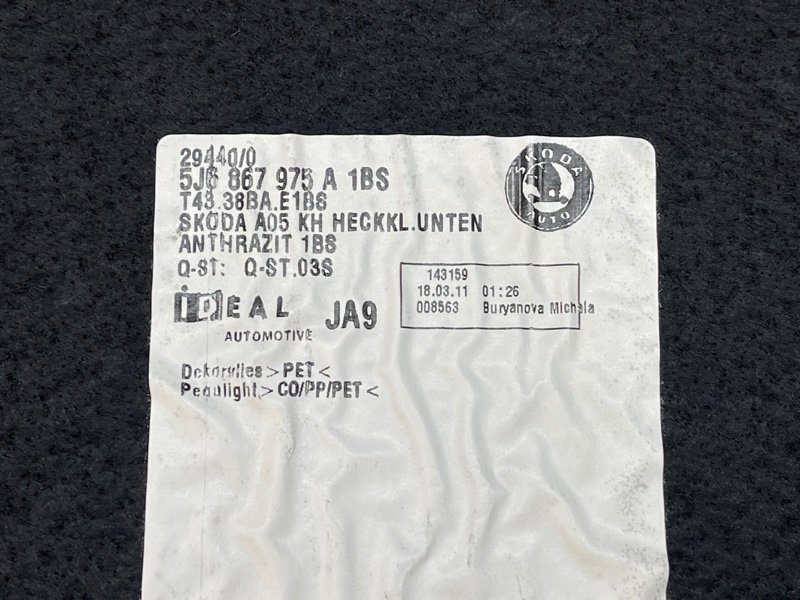 29440/0
5J6 867 975 A 1BS
T43.38BA.E1BS
SKODA A05 KH HECKKL.UNTEN
ANTHRAZIT 1BS
Q-ST: Q-ST.03S
SKODA
AUTO
143159
18.03.11 01:26
008563 Buryanova Michala
iDEAL
AUTOMOTIVE
JA9
Dekorvlies>PET<
Peaulight>CO/PP/PET<